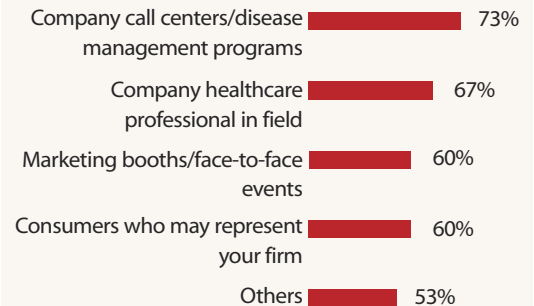 Company call centers/disease
management programs
73%
Company healthcare
professional in field
67%
Marketing booths/face-to-face
events
60%
Consumers who may represent
your firm
60%
Others
53%